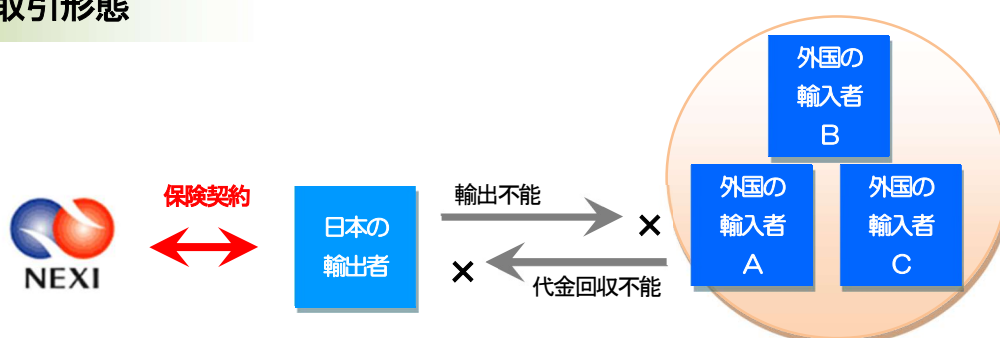 取引形態
外国の
輸入者
B
保険契約
輸出不能
外国の
輸入者
A
外国の
輸入者
C
日本の
輸出者
×
×
代金回収不能
NEXI